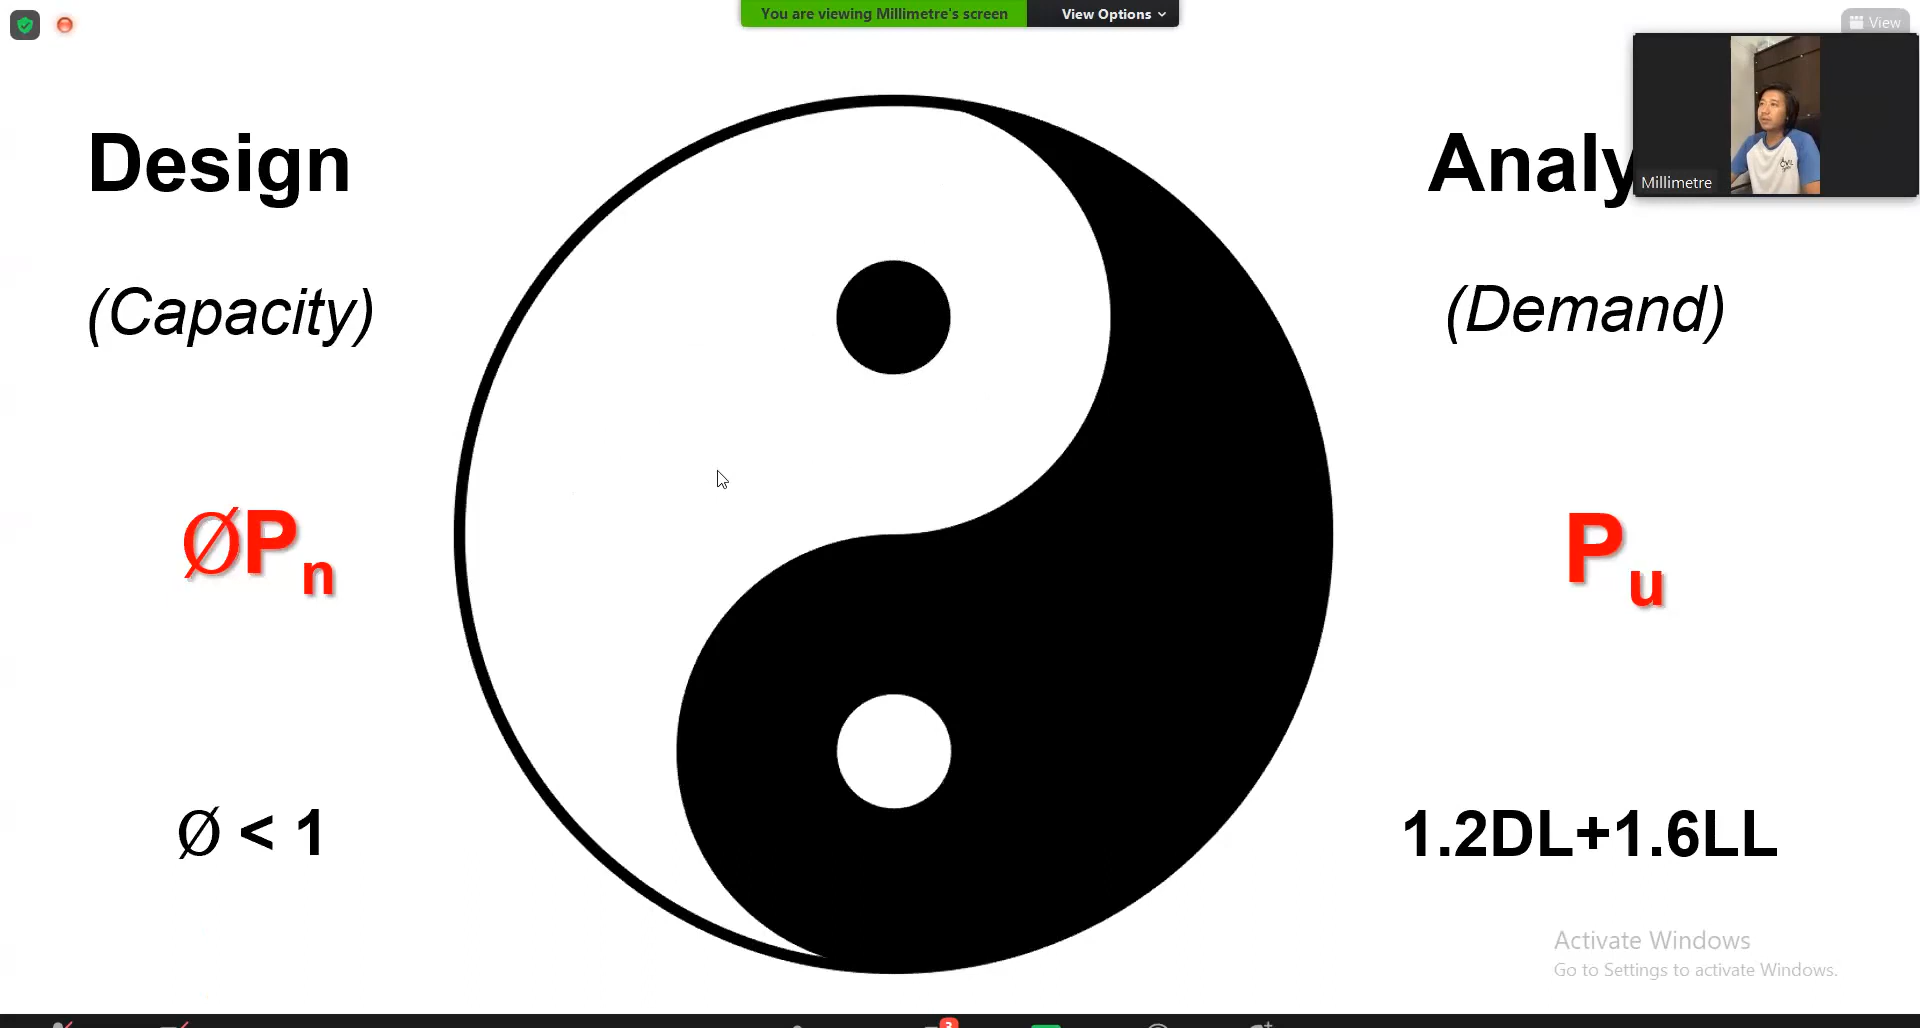 You are viewing Millimetre's screen
View Options
View
Design
Analy
Millimetre
(Capacity)
(Demand)
ØPn
Pu
Ø < 1
1.2DL+1.6LL
Activate Windows
Go to Settings to activate Windows.
3